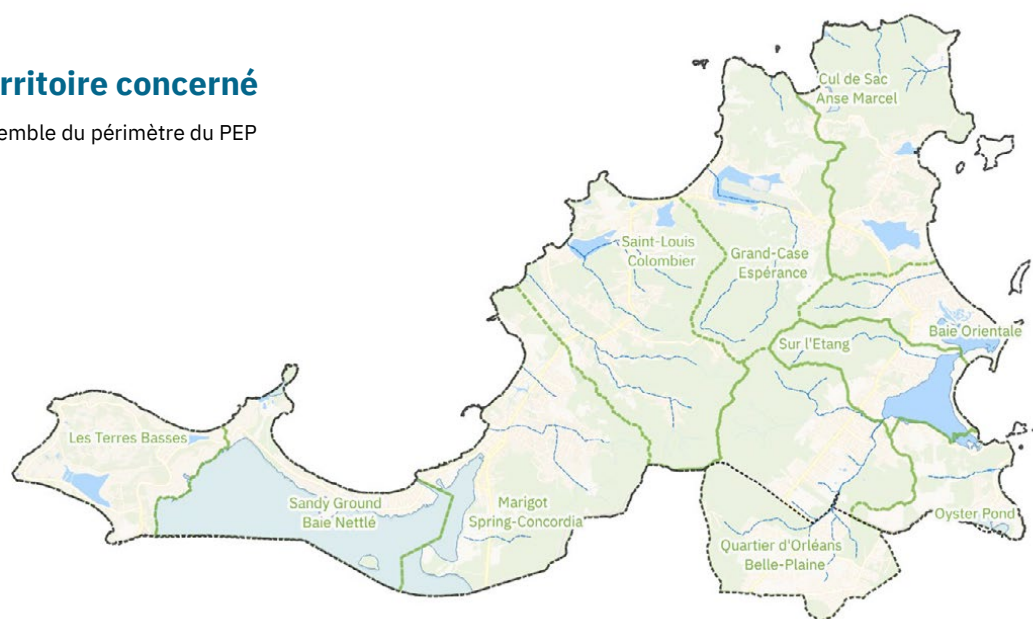 rritoire concerné
emble du périmètre du PEP
Cul de Sac
Anse Marcel
Saint-Louis
Colombier
Grand-Case
Espérance
Baie Orientale
Sur l'Etang
Les Terres Basses
Sandy Ground
Baie Nettlé
Marigot
Spring-Concordia
Oyster Pond
Quartier d'Orléans
Belle-Plaine